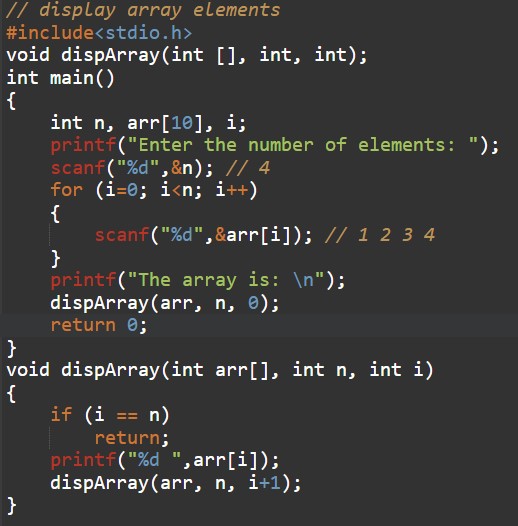 // display array elements
#include<stdio.h>
void dispArray(int [], int, int);
int main()
{
    int n, arr[10], i;
    printf("Enter the number of elements: ");
    scanf("%d",&n); // 4
    for (i=0; i<n; i++)
    {
        scanf("%d",&arr[i]); // 1 2 3 4
    }
    printf("The array is: \n");
    dispArray(arr, n, 0);
    return 0;
}
void dispArray(int arr[], int n, int i)
{
    if (i == n)
        return;
    printf("%d ",arr[i]);
    dispArray(arr, n, i+1);
}